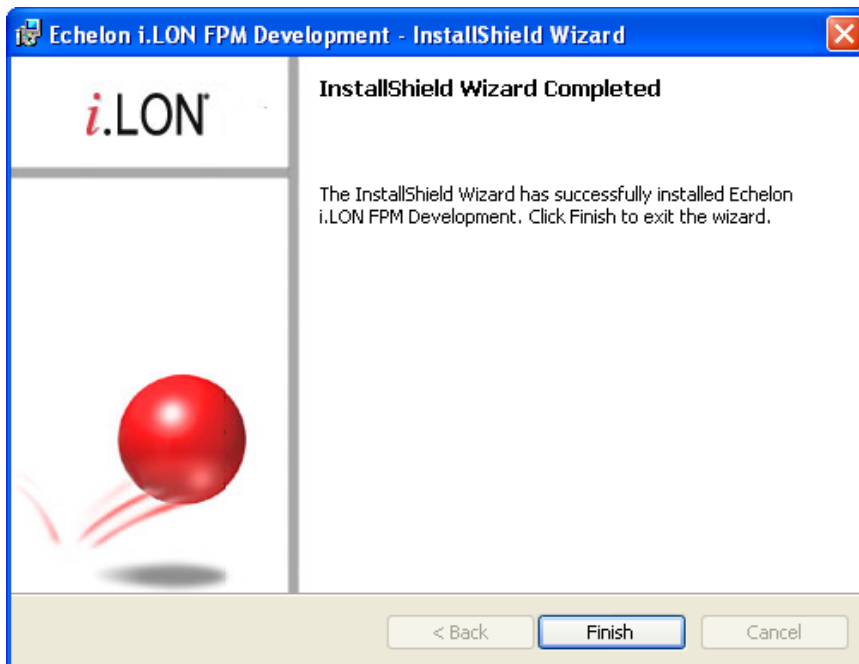 Echelon i.LON FPM Development - InstallShield Wizard
i.LON
InstallShield Wizard Completed
The InstallShield Wizard has successfully installed Echelon
i.LON FPM Development. Click Finish to exit the wizard.
< Back Finish Cancel